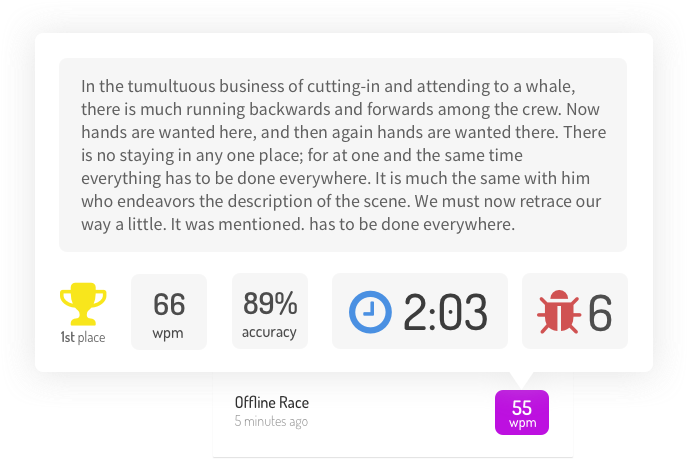 In the tumultuous business of cutting-in and attending to a whale,
there is much running backwards and forwards among the crew. Now
hands are wanted here, and then again hands are wanted there. There
is no staying in any one place; for at one and the same time
everything has to be done everywhere. It is much the same with him
who endeavors the description of the scene. We must now retrace our
way a little. It was mentioned. has to be done everywhere.
1st place
66
wpm
89%
accuracy
2:03
6
Offline Race
5 minutes ago
55
wpm